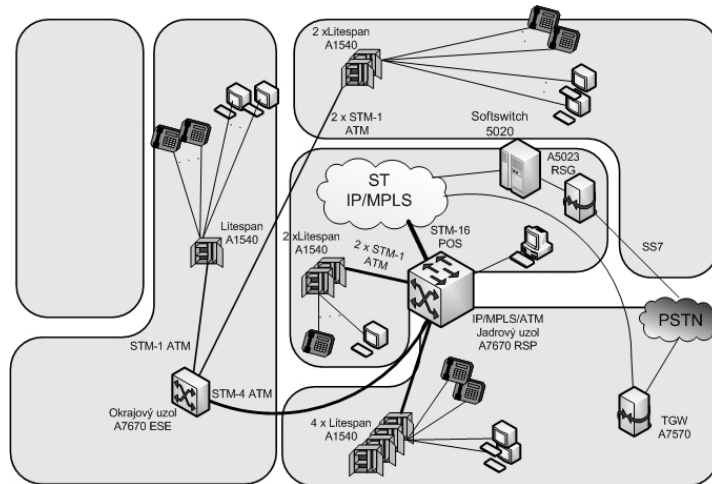 2 xLitespan
A1540
2 x STM-1
ATM
Softswitch
5020
A5023
RSG
ST
IP/MPLS
STM-16
POS
Litespan
A1540
2 xLitespan
A1540
2 x STM-1
ATM
SS7
PSTN
IP/MPLS/ATM
Jadrový uzol
A7670 RSP
STM-1 ATM
STM-4 ATM
Okrajový uzol
A7670 ESE
4 x Litespan
A1540
TGW
A7570